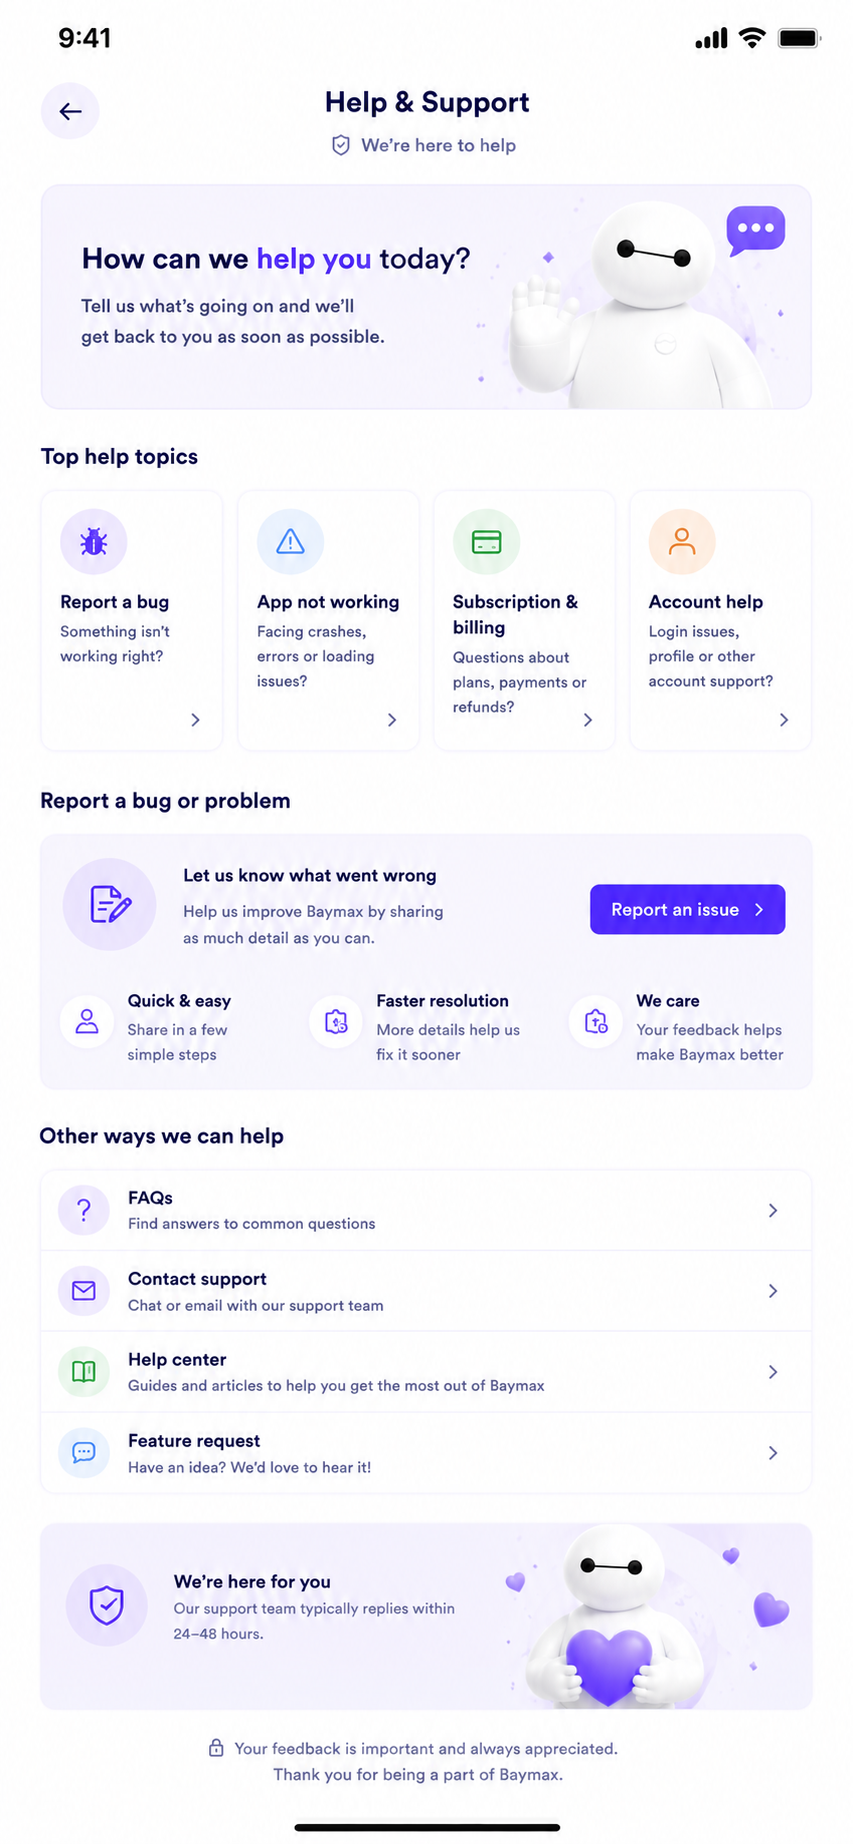 9:41
Help & Support
We're here to help
How can we help you today?
Tell us what's going on and we'll
get back to you as soon as possible.
Top help topics
Report a bug
Something isn't
working right?
App not working
Facing crashes,
errors or loading
issues?
Subscription &
billing
Questions about
plans, payments or
refunds?
Account help
Login issues,
profile or other
account support?
Report a bug or problem
Let us know what went wrong
Help us improve Baymax by sharing
as much detail as you can.
Report an issue
Quick & easy
Share in a few
simple steps
Faster resolution
More details help us
fix it sooner
We care
Your feedback helps
make Baymax better
Other ways we can help
FAQs
Find answers to common questions
Contact support
Chat or email with our support team
Help center
Guides and articles to help you get the most out of Baymax
Feature request
Have an idea? We'd love to hear it!
We're here for you
Our support team typically replies within
24–48 hours.
Your feedback is important and always appreciated.
Thank you for being a part of Baymax.